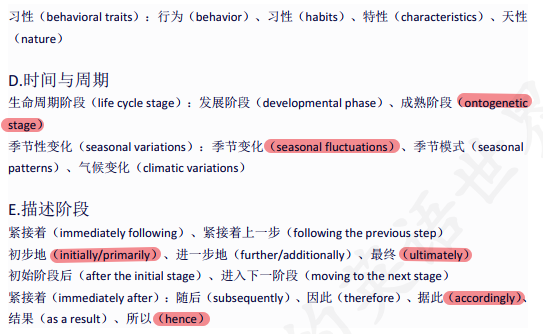 习性（behavioral traits）：行为（behavior）、习性（habits）、特性（characteristics）、天性
（nature）
D.时间与周期
生命周期阶段（life cycle stage）：发展阶段（developmental phase）、成熟阶段（ontogenetic
stage）
季节性变化（seasonal variations）：季节变化（seasonal fluctuations）、季节模式（seasonal
patterns）、气候变化（climatic variations）
E.描述阶段
紧接着（immediately following）、紧接着上一步（following the previous step）
初步地（initially/primarily）、进一步地（further/additionally）、最终（ultimately）
初始阶段后（after the initial stage）、进入下一阶段（moving to the next stage）
紧接着（immediately after）：随后（subsequently）、因此（therefore）、据此（accordingly）、
结果（as a result）、所以（hence）
的英语世界